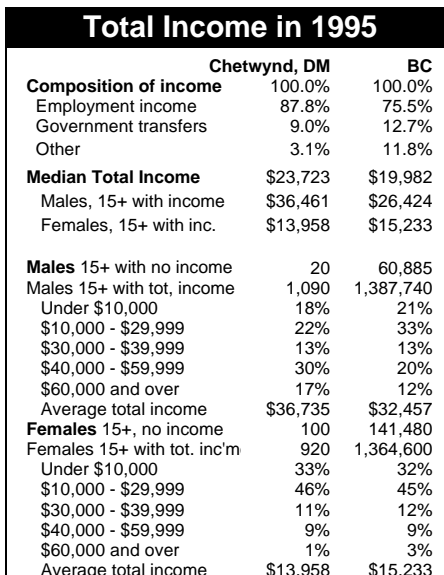 Total Income in 1995
Chetwynd, DM BC
Composition of income 100.0% 100.0%
Employment income 87.8% 75.5%
Government transfers 9.0% 12.7%
Other 3.1% 11.8%
Median Total Income $23,723 $19,982
Males, 15+ with income $36,461 $26,424
Females, 15+ with inc. $13,958 $15,233
Males 15+ with no income 20 60,885
Males 15+ with tot, income 1,090 1,387,740
Under $10,000 18% 21%
$10,000 - $29,999 22% 33%
$30,000 - $39,999 13% 13%
$40,000 - $59,999 30% 20%
$60,000 and over 17% 12%
Average total income $36,735 $32,457
Females 15+, no income 100 141,480
Females 15+ with tot. inc'm 920 1,364,600
Under $10,000 33% 32%
$10,000 - $29,999 46% 45%
$30,000 - $39,999 11% 12%
$40,000 - $59,999 9% 9%
$60,000 and over 1% 3%
Average total income $13,958 $15,233